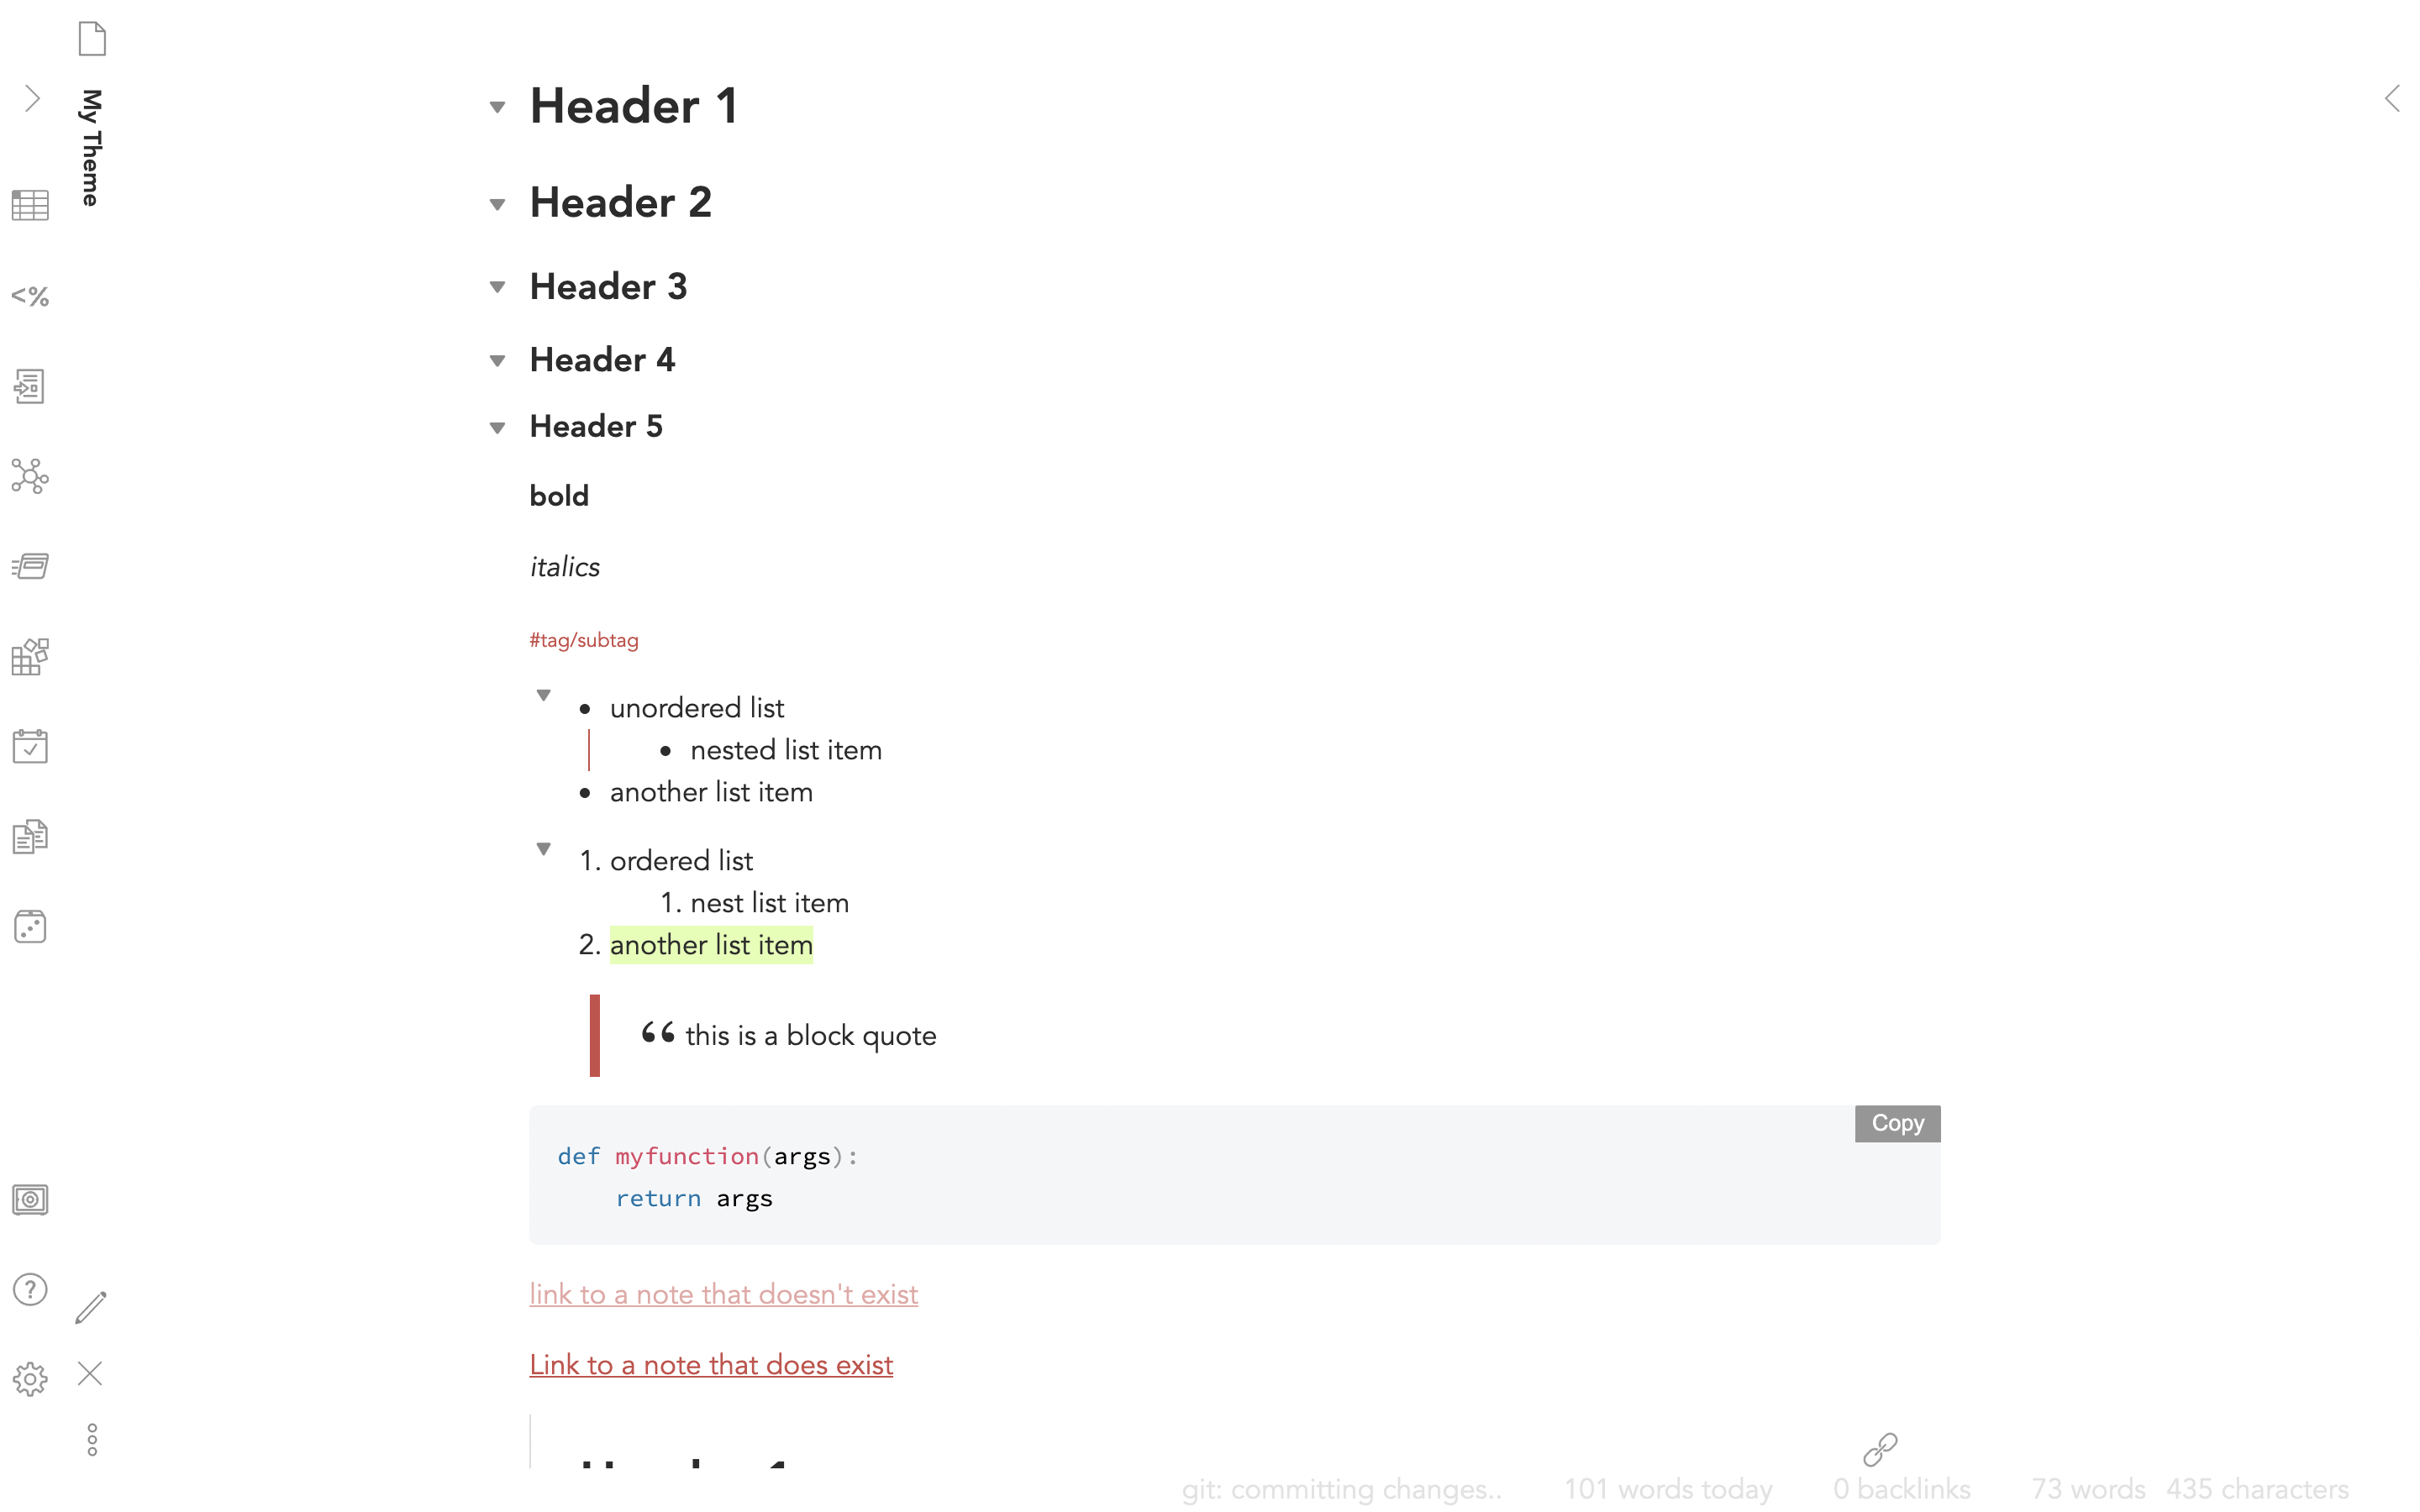 My Theme
<%
Header 1
Header 2
Header 3
Header 4
Header 5
bold
italics
#tag/subtag
• unordered list
• nested list item
• another list item
1. ordered list
1. nest list item
2. another list item
“ this is a block quote
Copy
def myfunction(args):
    return args
link to a note that doesn't exist
Link to a note that does exist
Header 1
git: committing changes.. 101 words today 0 backlinks 73 words 435 characters